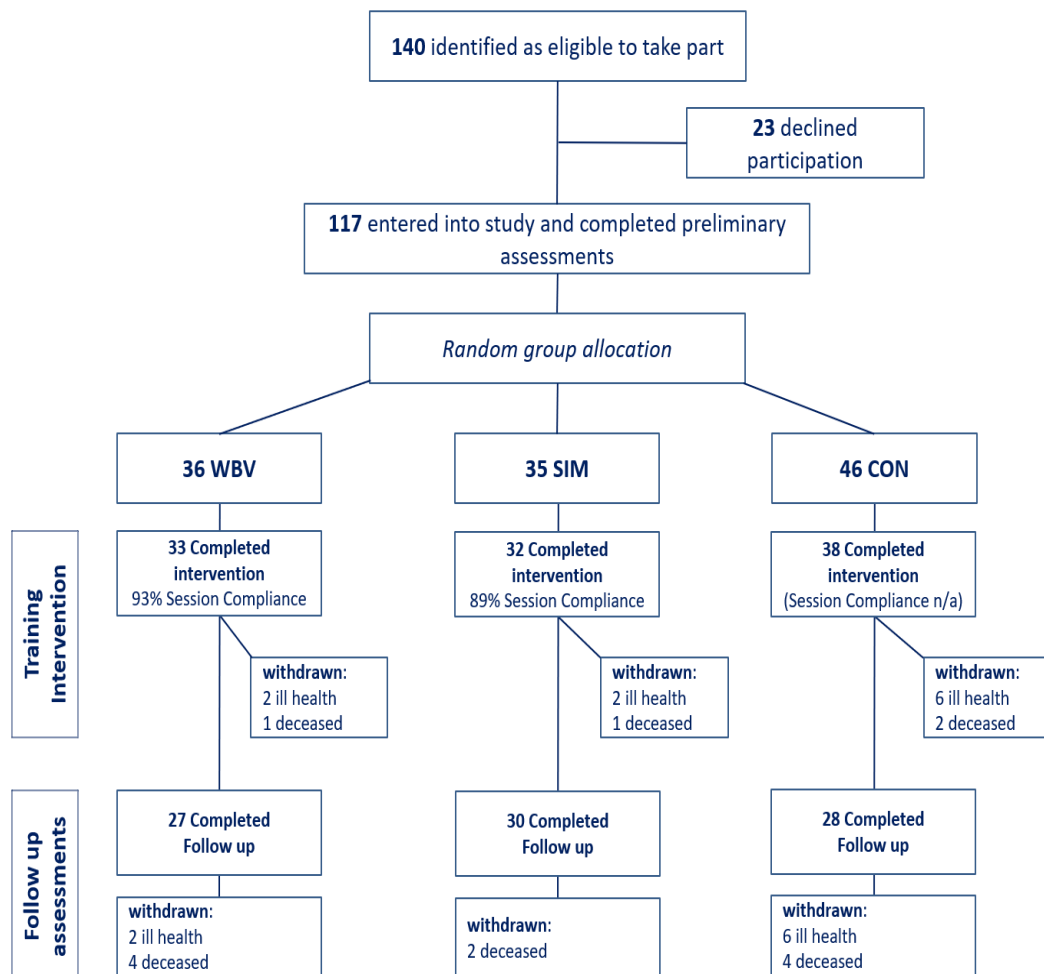 140 identified as eligible to take part
23 declined
participation
117 entered into study and completed preliminary
assessments
Random group allocation
36 WBV
35 SIM
46 CON
Training
Intervention
33 Completed
intervention
93% Session Compliance
32 Completed
intervention
89% Session Compliance
38 Completed
intervention
(Session Compliance n/a)
withdrawn:
2 ill health
1 deceased
withdrawn:
2 ill health
1 deceased
withdrawn:
6 ill health
2 deceased
Follow up
assessments
27 Completed
Follow up
30 Completed
Follow up
28 Completed
Follow up
withdrawn:
2 ill health
4 deceased
withdrawn:
2 deceased
withdrawn:
6 ill health
4 deceased